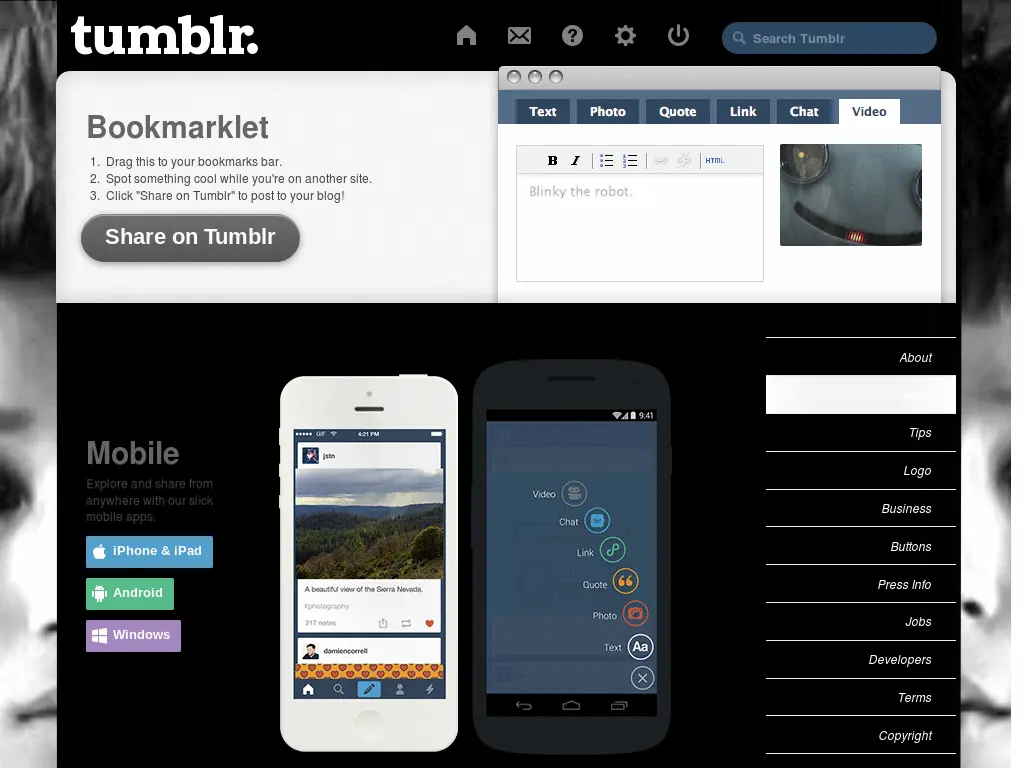 tumblr.
Search Tumblr
Bookmarklet
1. Drag this to your bookmarks bar.
2. Spot something cool while you're on another site.
3. Click "Share on Tumblr" to post to your blog!
Share on Tumblr
Text Photo Quote Link Chat Video
B I HTML
Blinky the robot.
Mobile
Explore and share from
anywhere with our slick
mobile apps.
iPhone & iPad
Android
Windows
GIF 4:21 PM
jstn
A beautiful view of the Sierra Nevada.
#photography
217 notes
damiencorrell
9:41
Video
Chat
Link
Quote
Photo
Text Aa
About
Tips
Logo
Business
Buttons
Press Info
Jobs
Developers
Terms
Copyright